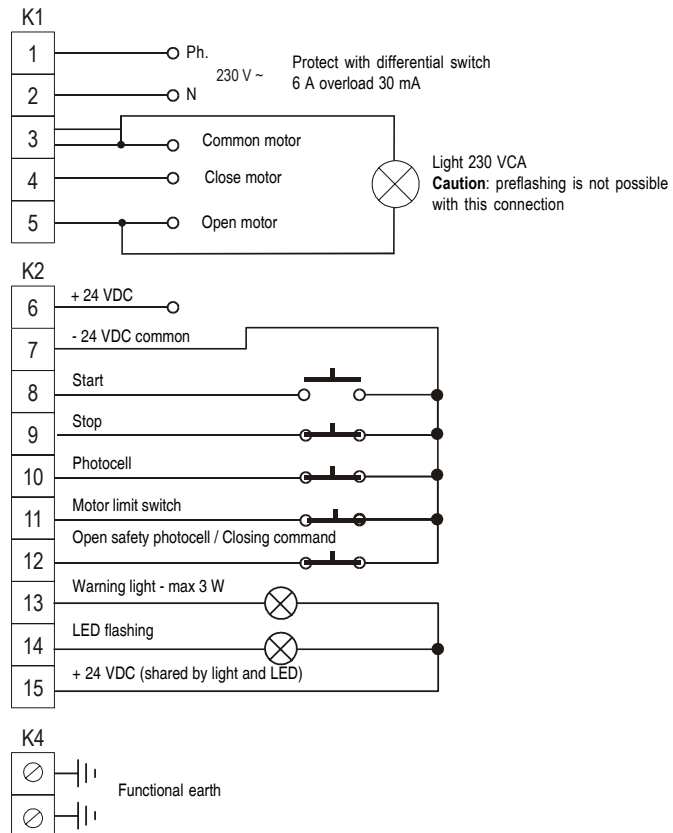 K1
1
Ph.
230 V ~
Protect with differential switch
6 A overload 30 mA
2
N
3
Common motor
4
Close motor
Light 230 VCA
Caution: preflashing is not possible
with this connection
5
Open motor
K2
6
+ 24 VDC
7
- 24 VDC common
8
Start
9
Stop
10
Photocell
11
Motor limit switch
12
Open safety photocell / Closing command
13
Warning light - max 3 W
14
LED flashing
15
+ 24 VDC (shared by light and LED)
K4
Functional earth